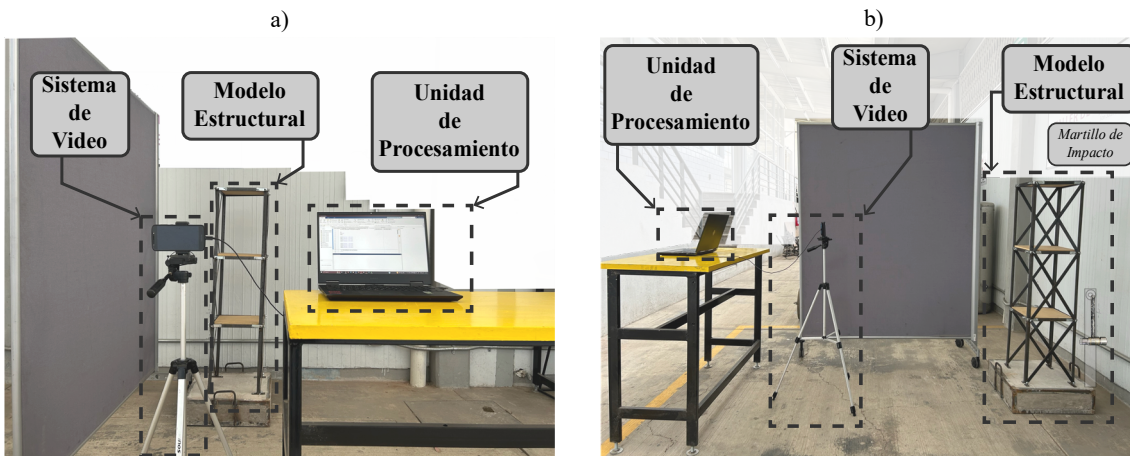 a)
Sistema
de
Video
Modelo
Estructural
Unidad
de
Procesamiento
b)
Unidad
de
Procesamiento
Sistema
de
Video
Modelo
Estructural
Martillo de
Impacto